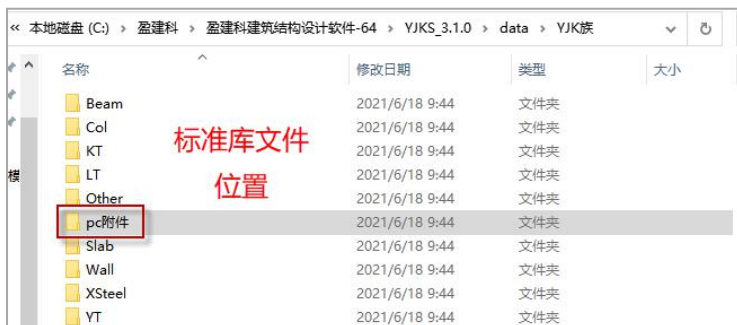 « 本地磁盘 (C:) › 盈建科 › 盈建科建筑结构设计软件-64 › YJKS_3.1.0 › data › YJK族
名称 修改日期 类型 大小
Beam 2021/6/18 9:44 文件夹
Col 2021/6/18 9:44 文件夹
KT 2021/6/18 9:44 文件夹
LT 2021/6/18 9:44 文件夹
Other 2021/6/18 9:44 文件夹
pc附件 2021/6/18 9:44 文件夹
Slab 2021/6/18 9:44 文件夹
Wall 2021/6/18 9:44 文件夹
XSteel 2021/6/18 9:44 文件夹
YT 2021/6/18 9:44 文件夹
标准库文件
位置
模